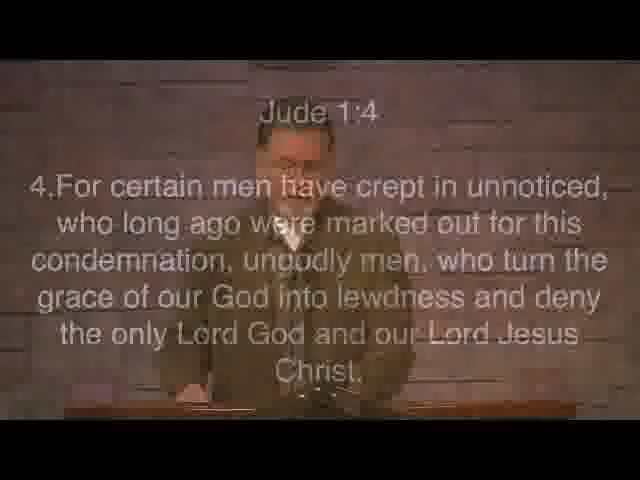 Jude 1:4
4.For certain men have crept in unnoticed,
who long ago were marked out for this
condemnation, ungodly men, who turn the
grace of our God into lewdness and deny
the only Lord God and our Lord Jesus
Christ.